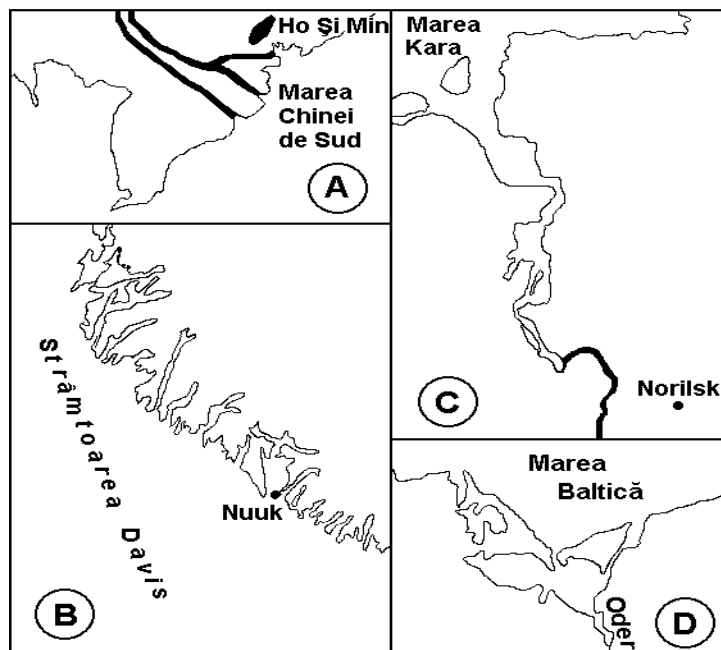 Ho Şi Mín
Marea
Chinei
de Sud
A
Marea
Kara
Norilsk
C
Strâmtoarea Davis
Nuuk
B
Marea
Baltică
Oder
D